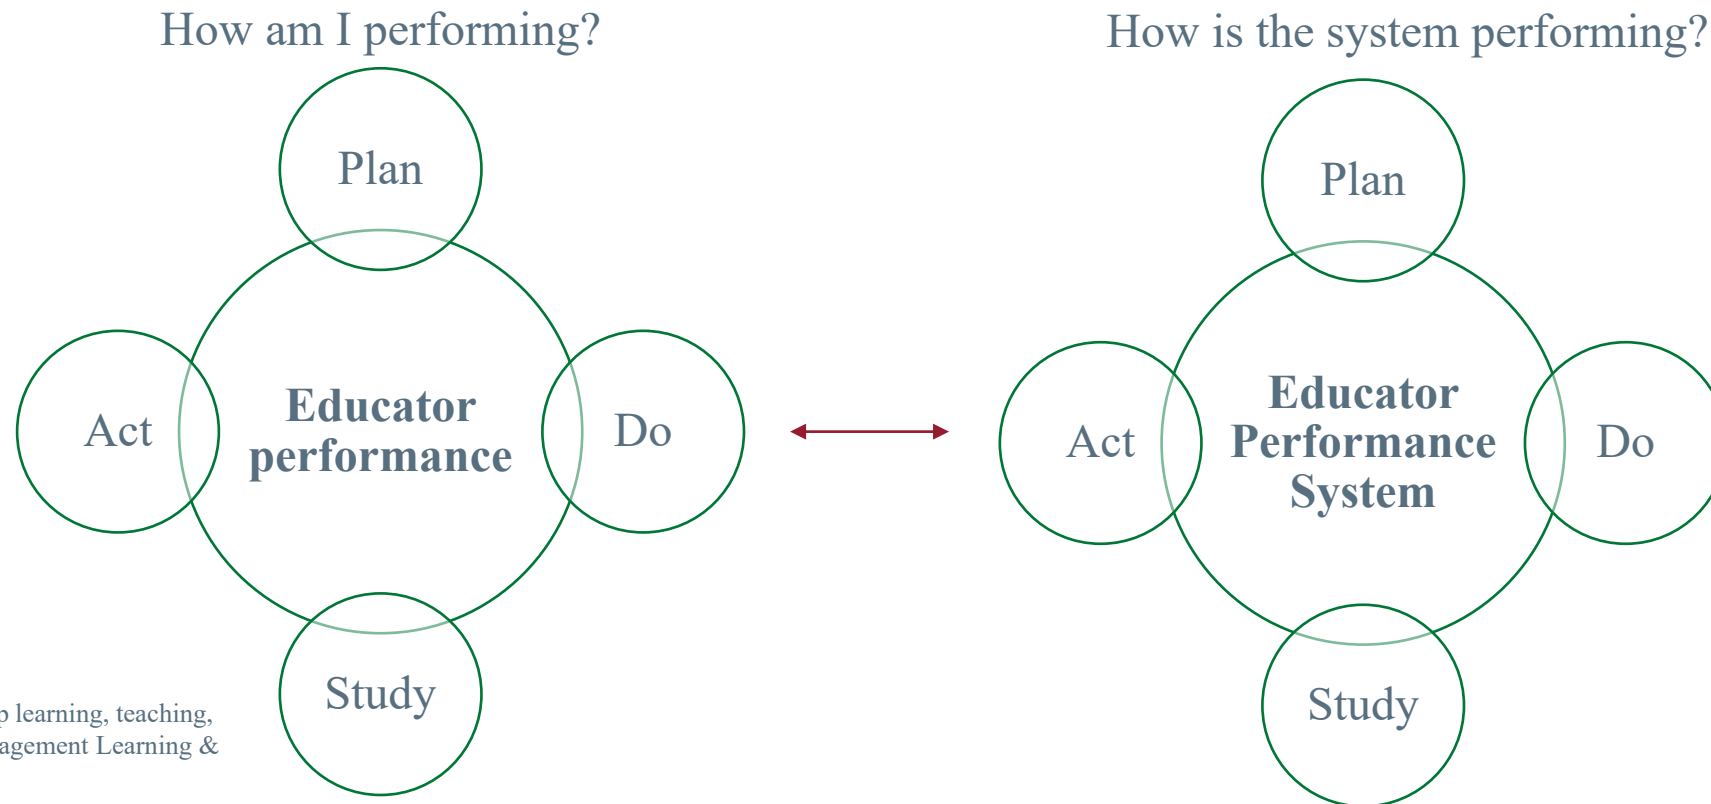 How am I performing?
Plan
Act
Educator
performance
Do
Study
How is the system performing?
Plan
Act
Educator
Performance
System
Do
Study
learning, teaching,
agement Learning &